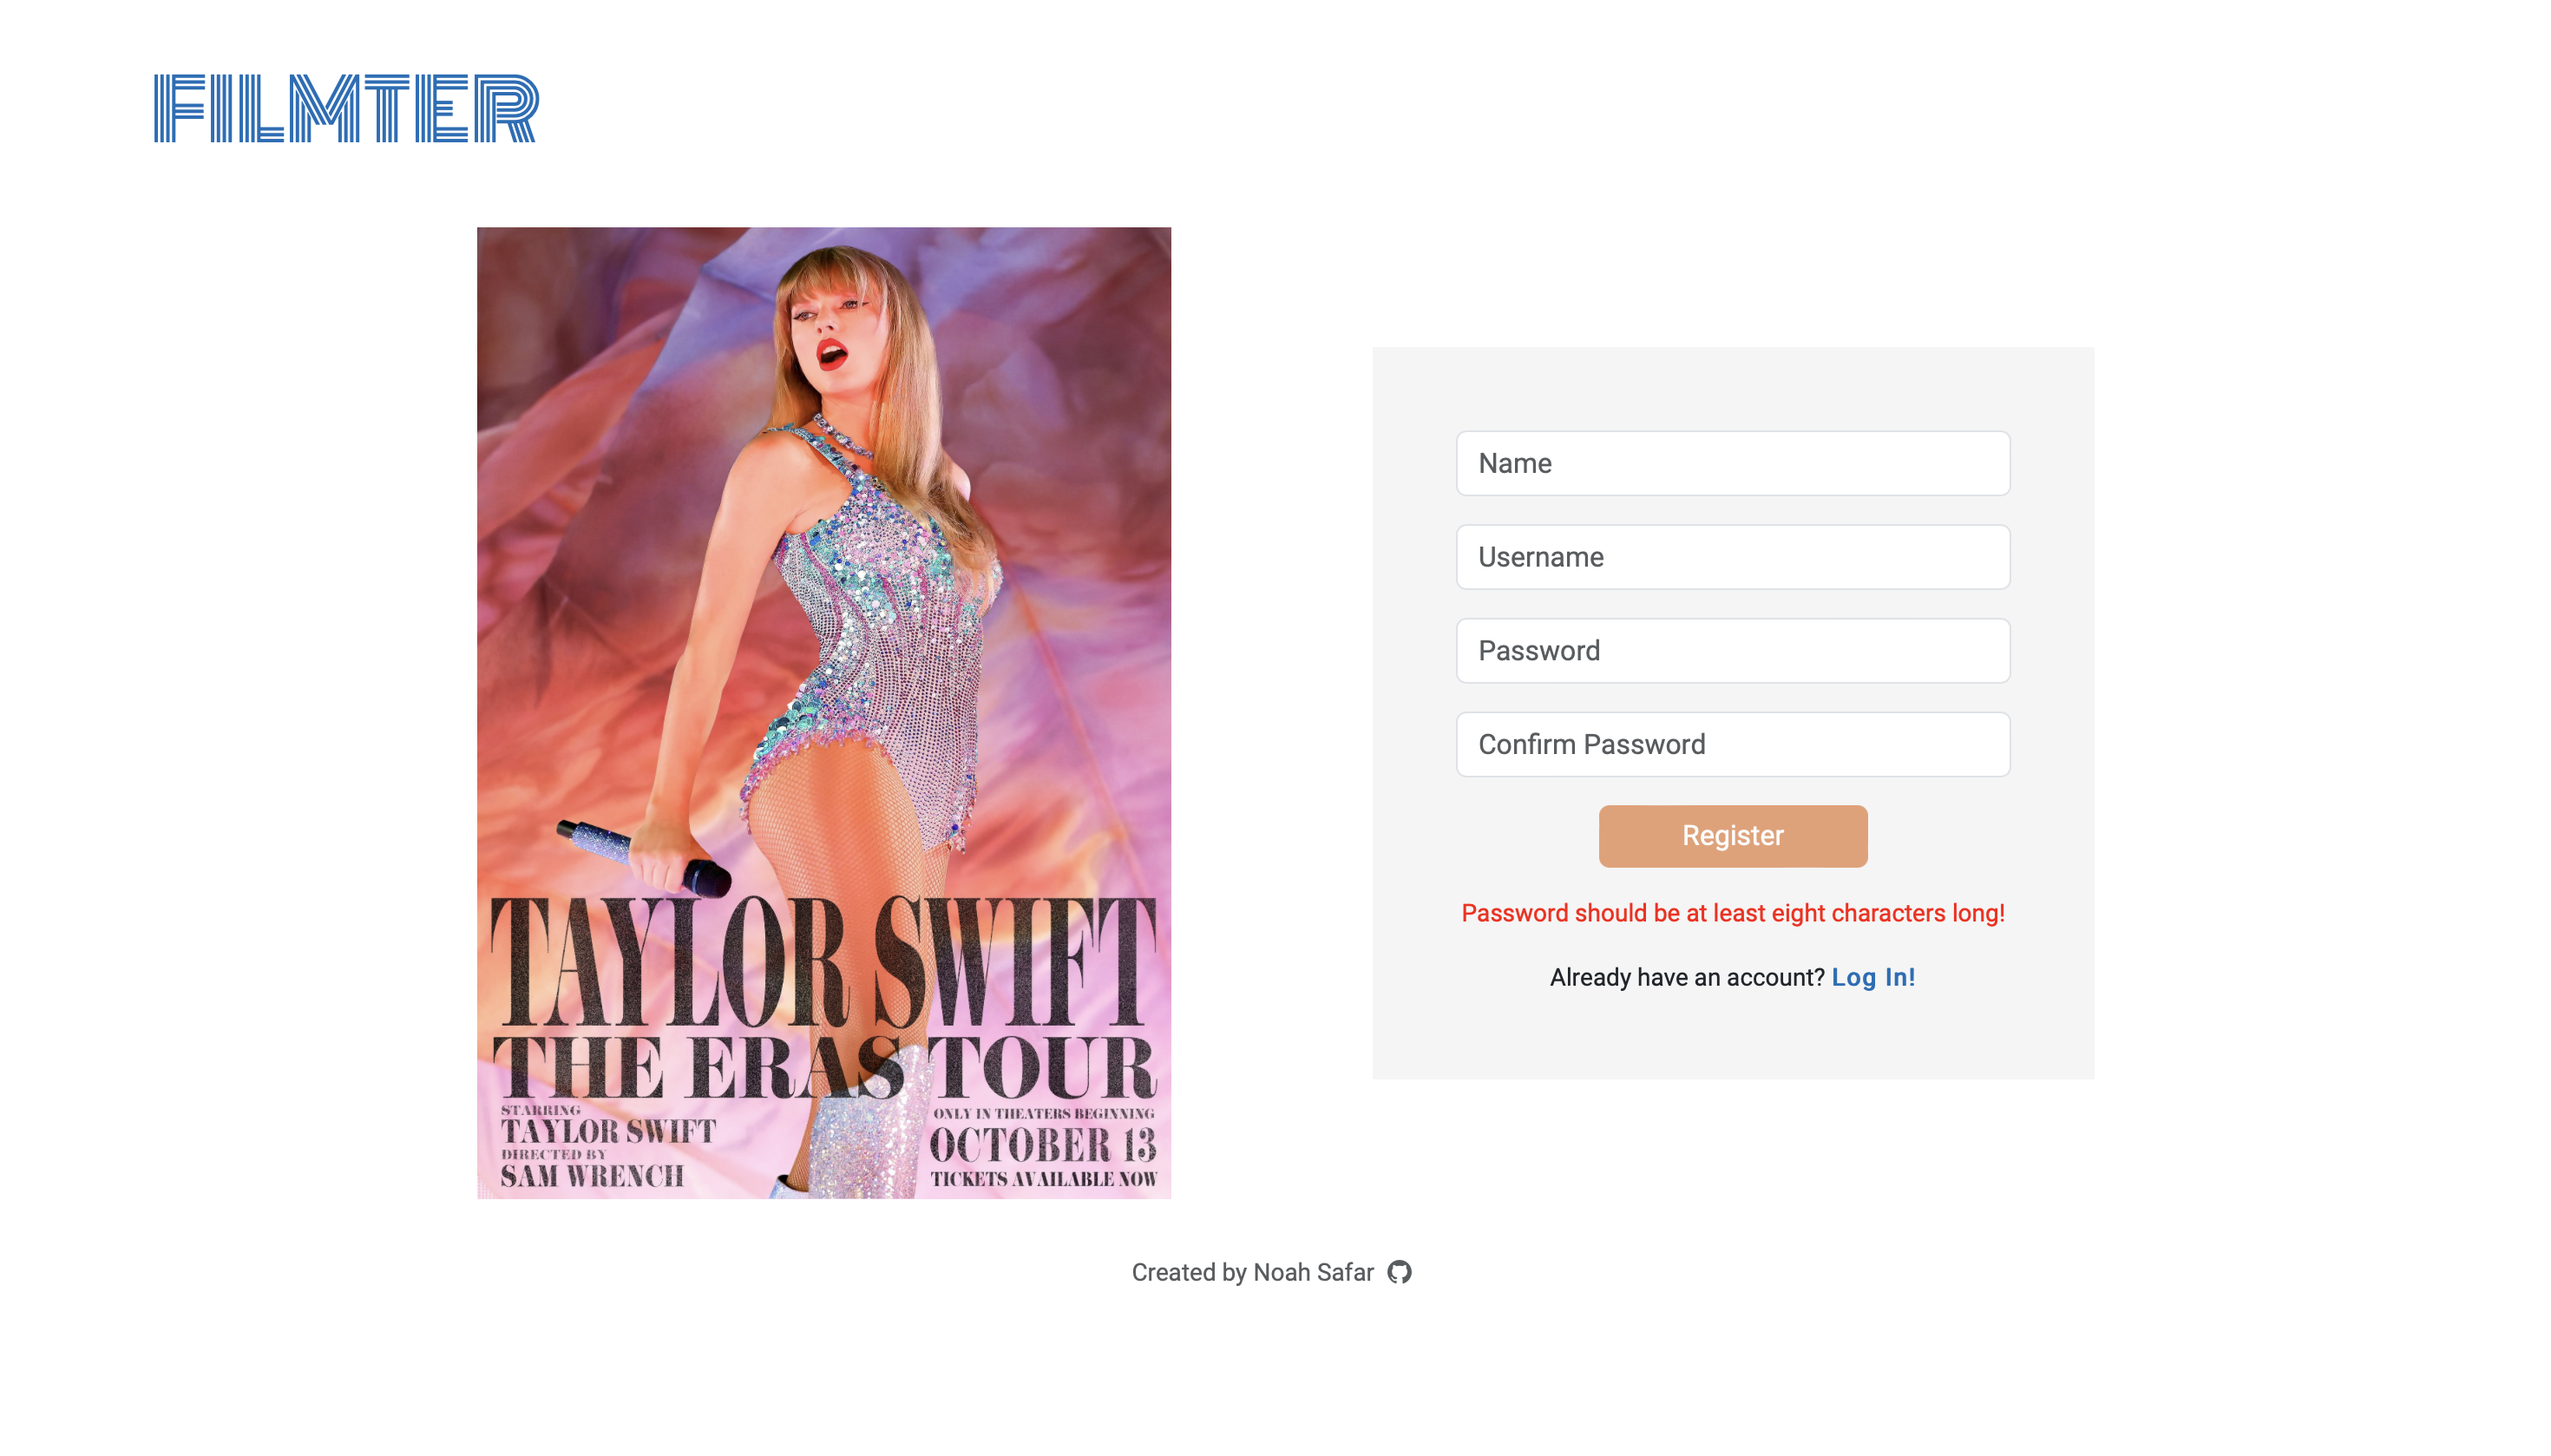 FILMTER
TAYLOR SWIFT
THE ERAS TOUR
STARRING
TAYLOR SWIFT
DIRECTED BY
SAM WRENCH
ONLY IN THEATERS BEGINNING
OCTOBER 13
TICKETS AVAILABLE NOW
Name
Username
Password
Confirm Password
Register
Password should be at least eight characters long!
Already have an account? Log In!
Created by Noah Safar